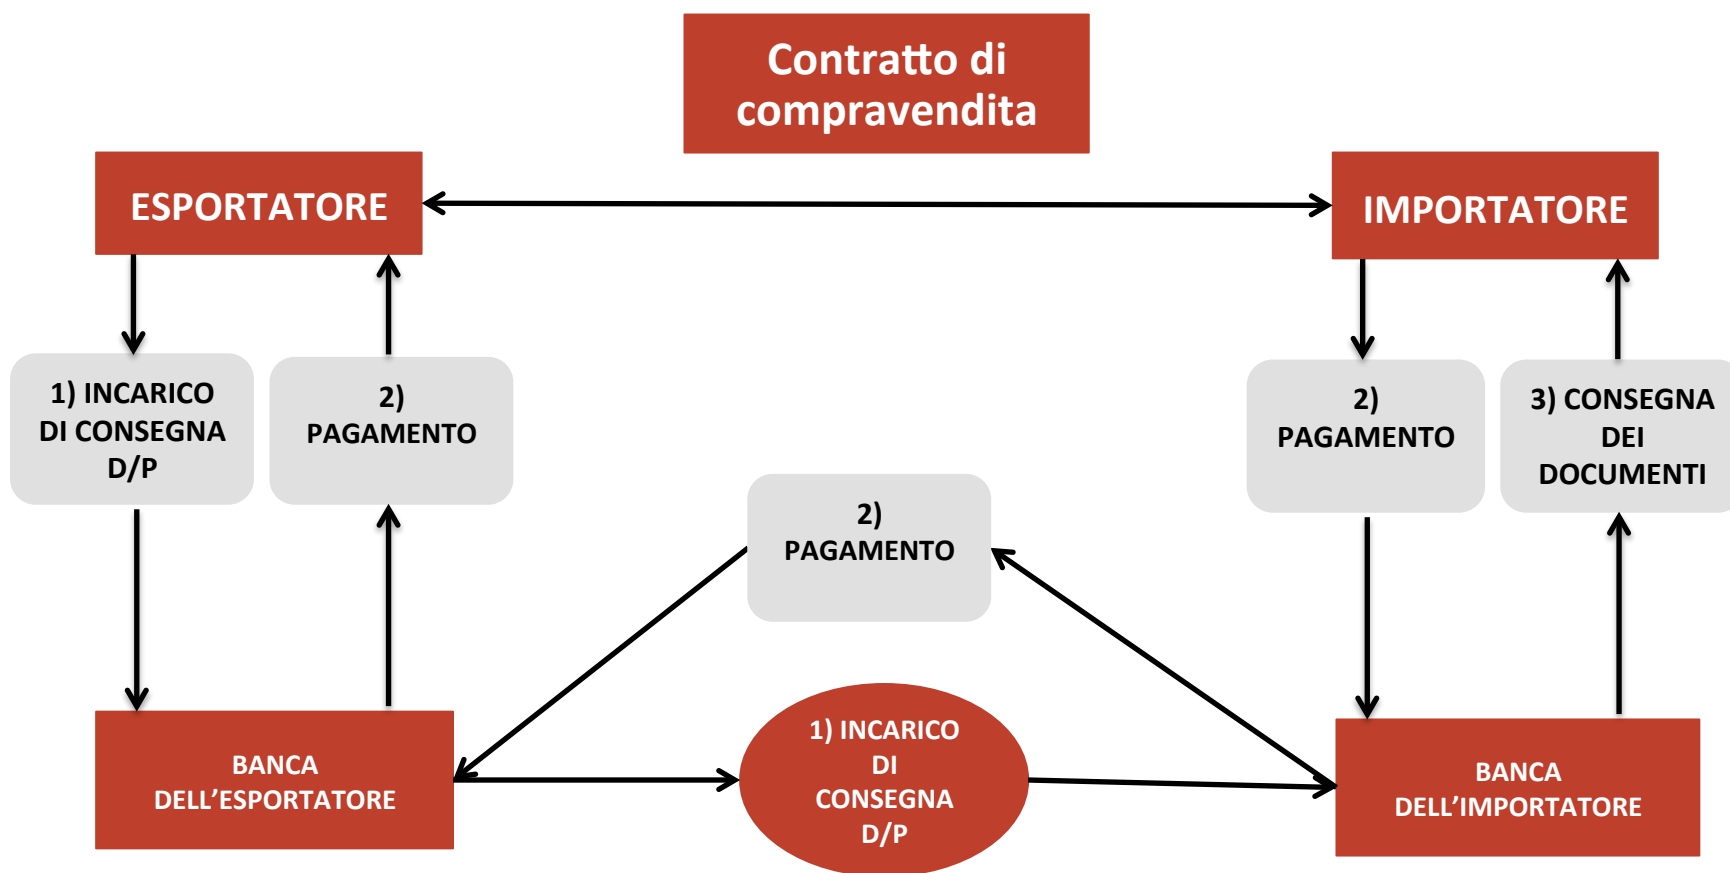 Contratto di
compravendita
ESPORTATORE
IMPORTATORE
1) INCARICO
DI CONSEGNA
D/P
2)
PAGAMENTO
2)
PAGAMENTO
3) CONSEGNA
DEI
DOCUMENTI
2)
PAGAMENTO
BANCA
DELL’ESPORTATORE
1) INCARICO
DI
CONSEGNA
D/P
BANCA
DELL’IMPORTATORE